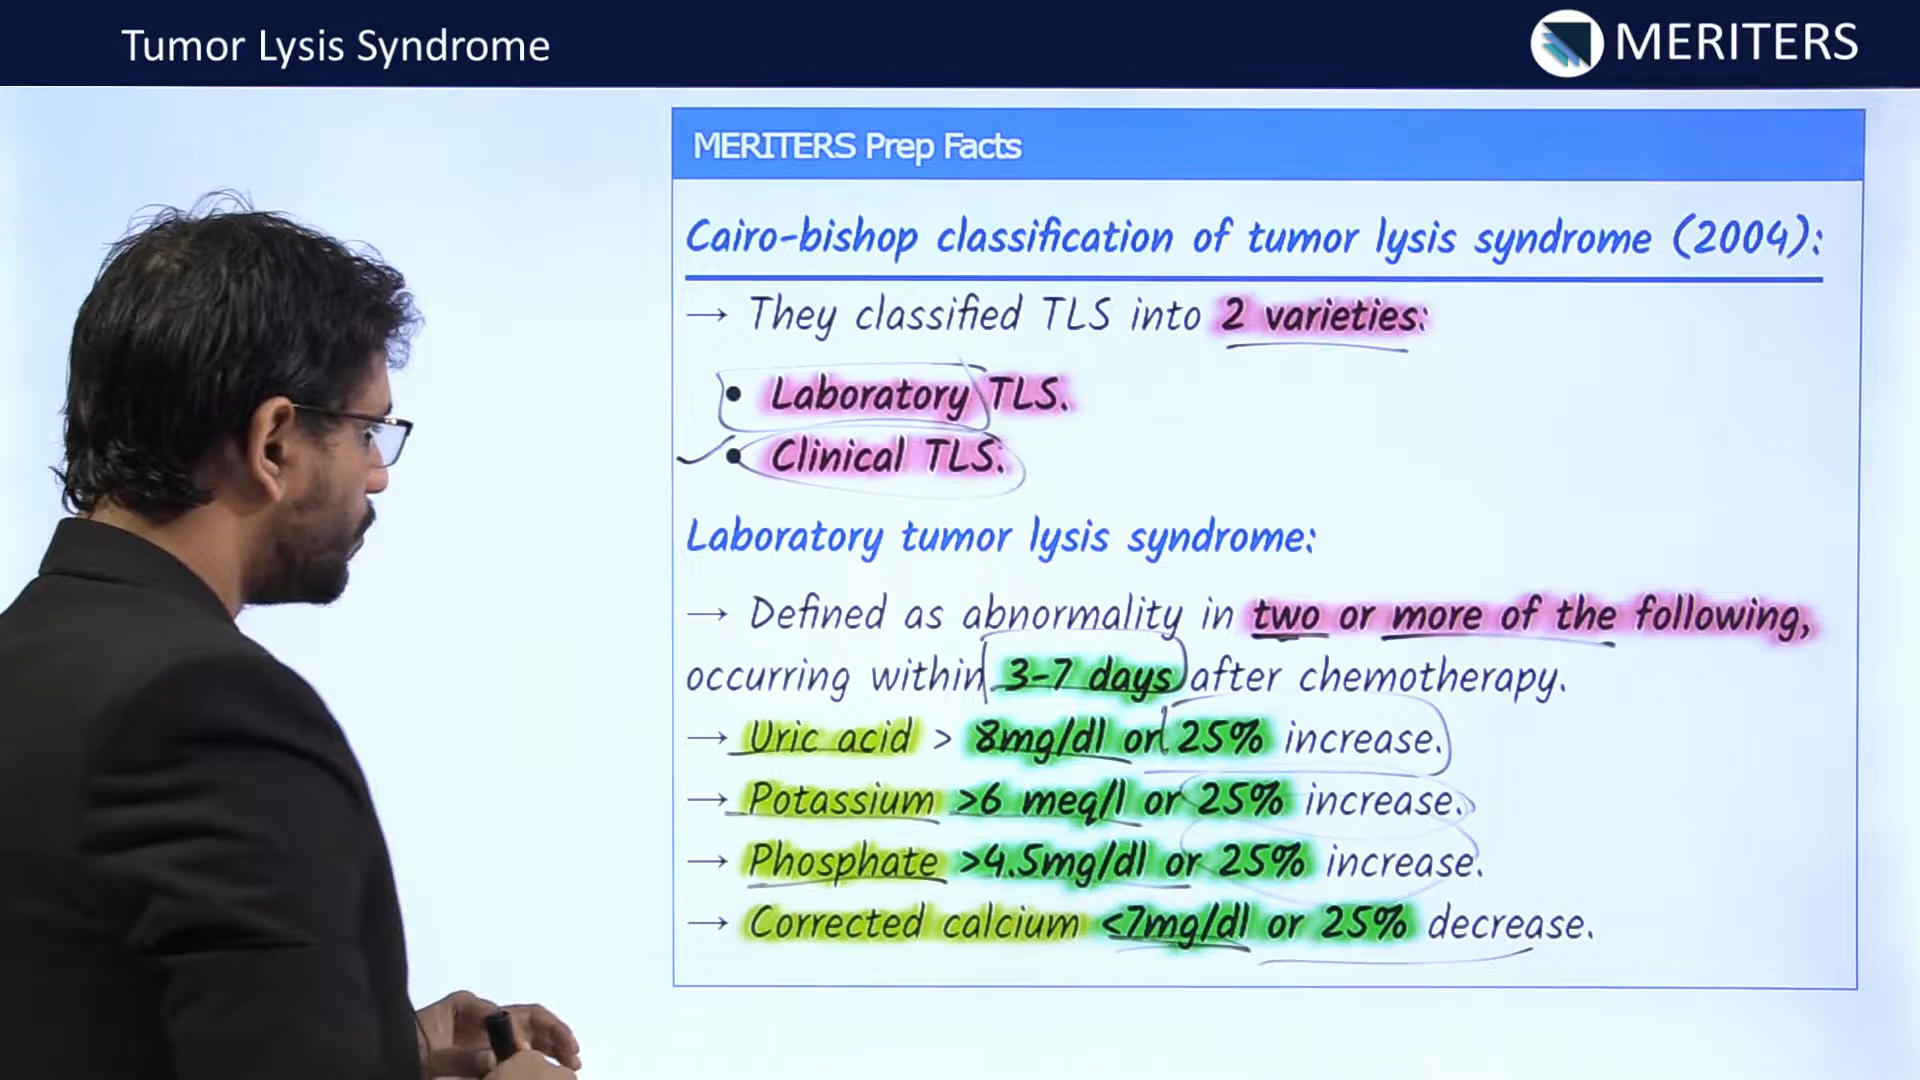 Tumor Lysis Syndrome
MERITERS
MERITERS Prep Facts
Cairo-bishop classification of tumor lysis syndrome (2004):
→ They classified TLS into 2 varieties:
• Laboratory TLS.
• Clinical TLS.
Laboratory tumor lysis syndrome:
→ Defined as abnormality in two or more of the following,
occurring within 3-7 days after chemotherapy.
→ Uric acid > 8mg/dl or 25% increase.
→ Potassium >6 meq/l or 25% increase.
→ Phosphate >4.5mg/dl or 25% increase.
→ Corrected calcium <7mg/dl or 25% decrease.